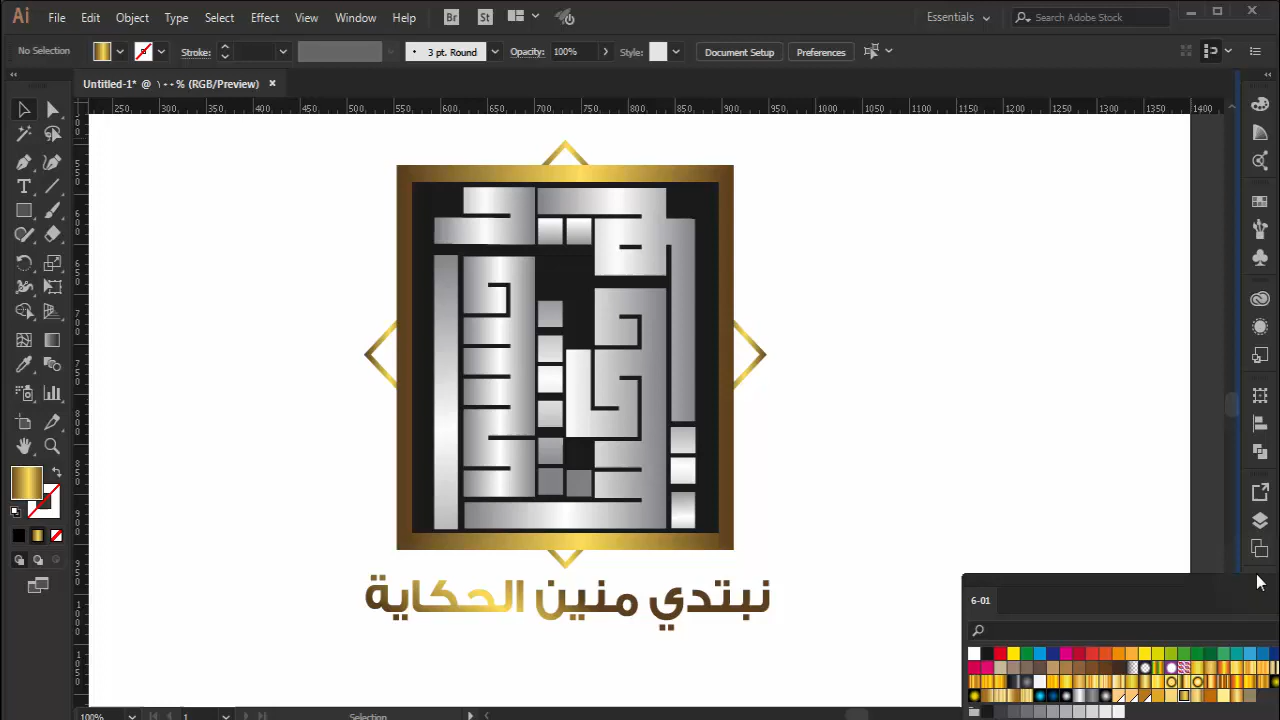 Ai File Edit Object Type Select Effect View Window Help Br St Essentials Search Adobe Stock
No Selection Stroke: 3 pt. Round Opacity: 100% Style: Document Setup Preferences
Untitled-1* @ ١٠٠% (RGB/Preview)
250 300 350 400 450 500 550 600 650 700 750 800 850 900 950 1000 1050 1100 1150 1200 1250 1300 1350 1400
نبتدي منين الحكاية
6-01
100% 1 Selection